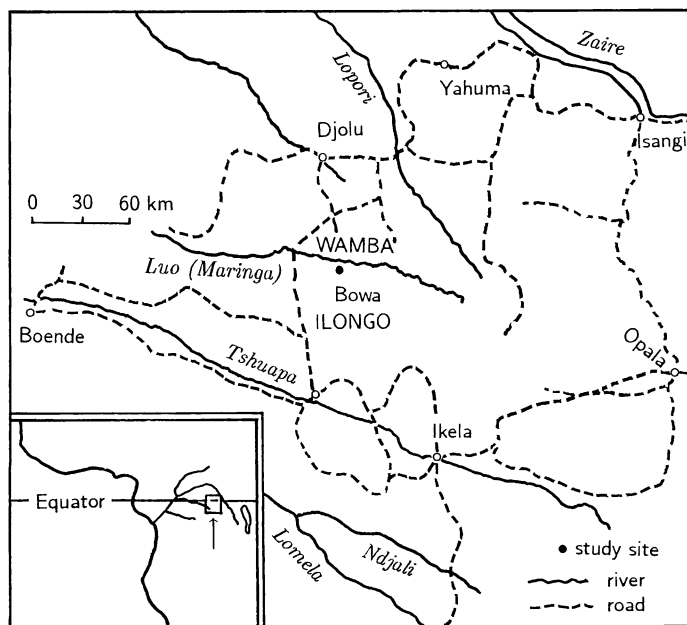 Zaire
Lopori
Yahuma
Djolu
Isangi
0 30 60 km
WAMBA
Luo (Maringa)
Bowa
ILONGO
Boende
Tshuapa
Opala
Ikela
Equator
Lomela
Ndjali
study site
river
road